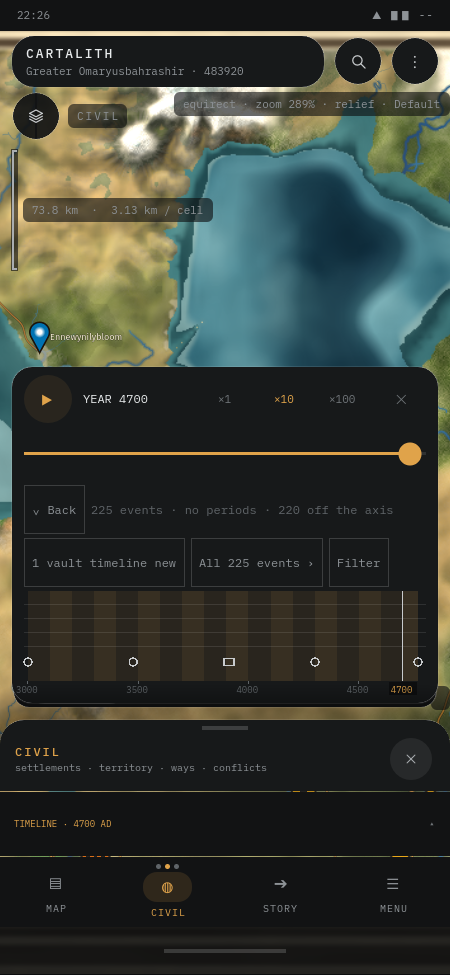 22:26
CARTALITH
Greater Omaryusbahrashir · 483920
equirect · zoom 289% · relief · Default
CIVIL
73.8 km · 3.13 km / cell
Ennewynilybloom
YEAR 4700 ×1 ×10 ×100
Back 225 events · no periods · 220 off the axis
1 vault timeline new All 225 events › Filter
3000 3500 4000 4500 4700
CIVIL
settlements · territory · ways · conflicts
TIMELINE · 4700 AD
MAP CIVIL STORY MENU